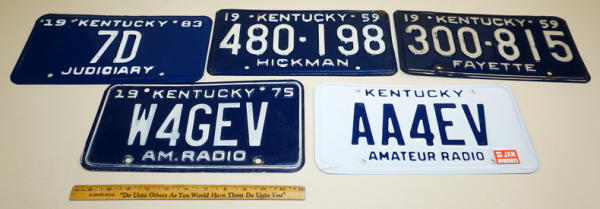 19 KENTUCKY 83
7D
JUDICIARY
19 KENTUCKY 59
480·198
HICKMAN
19 KENTUCKY 59
300·815
FAYETTE
19 KENTUCKY 75
W4GEV
AM. RADIO
KENTUCKY
AA4EV
AMATEUR RADIO
JAN
"Do Unto Others As You Would Have Them Do Unto You"